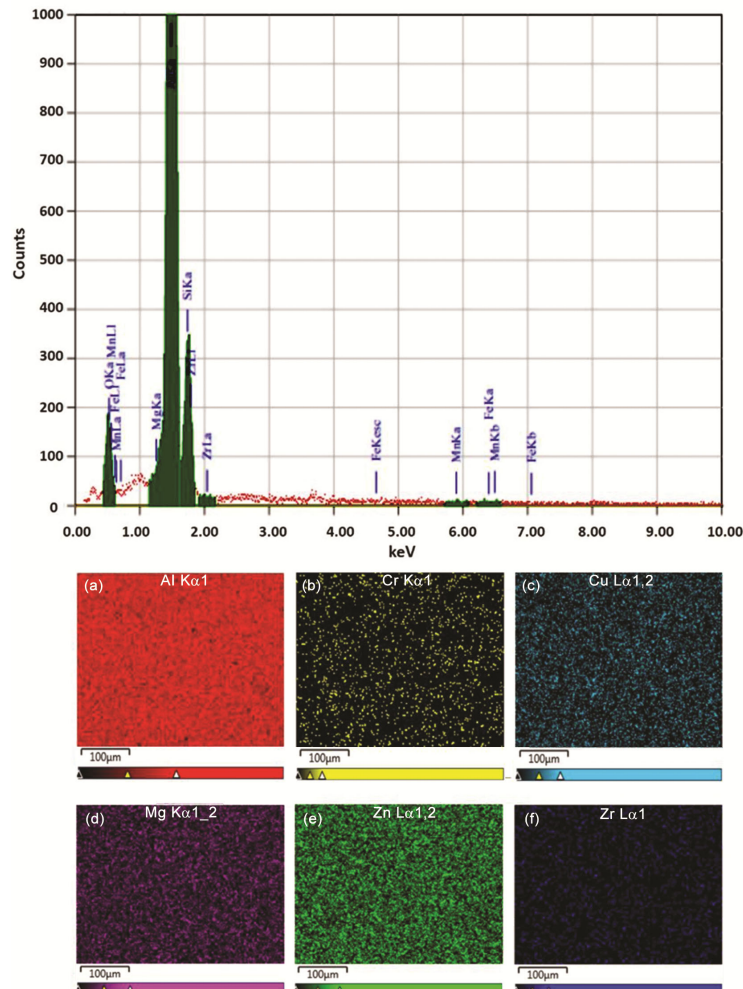 1000
900
800
700
600
500
400
300
200
100
0
Counts
OKa MnLl
MnLa FeLl FeLa
MgKa
SiKa
ZrLl
ZrLa
FeKesc
MnKa
FeKa
MnKb
FeKb
0.00 1.00 2.00 3.00 4.00 5.00 6.00 7.00 8.00 9.00 10.00
keV
(a) Al Kα1
(b) Cr Kα1
(c) Cu Lα1,2
100µm
100µm
100µm
(d) Mg Kα1_2
(e) Zn Lα1,2
(f) Zr Lα1
100µm
100µm
100µm